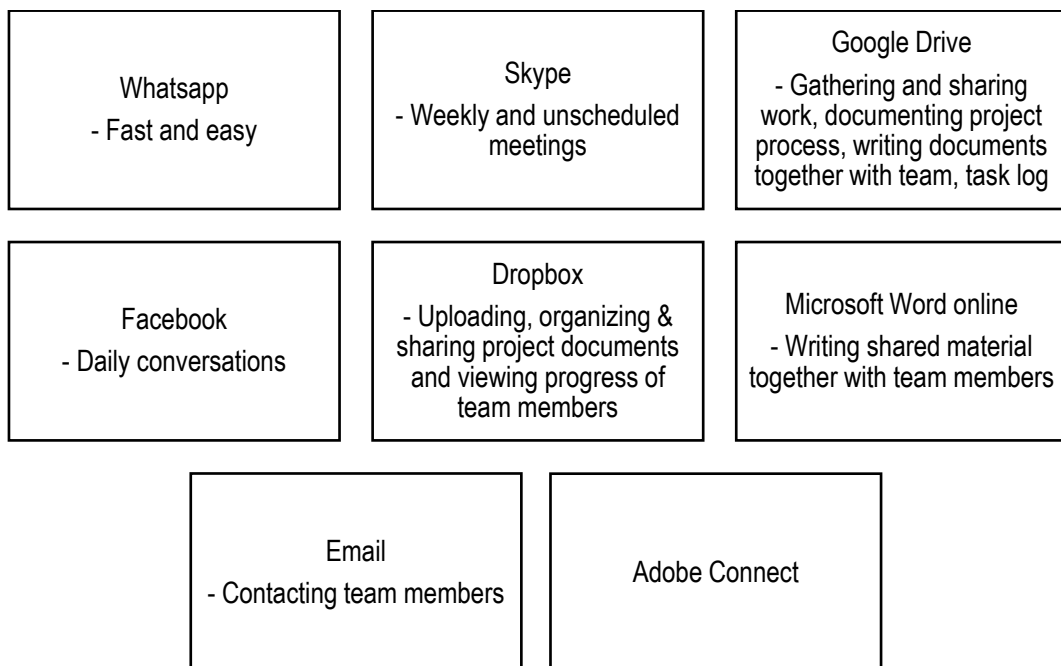 Whatsapp
- Fast and easy
Skype
- Weekly and unscheduled
meetings
Google Drive
- Gathering and sharing
work, documenting project
process, writing documents
together with team, task log
Facebook
- Daily conversations
Dropbox
- Uploading, organizing &
sharing project documents
and viewing progress of
team members
Microsoft Word online
- Writing shared material
together with team members
Email
- Contacting team members
Adobe Connect